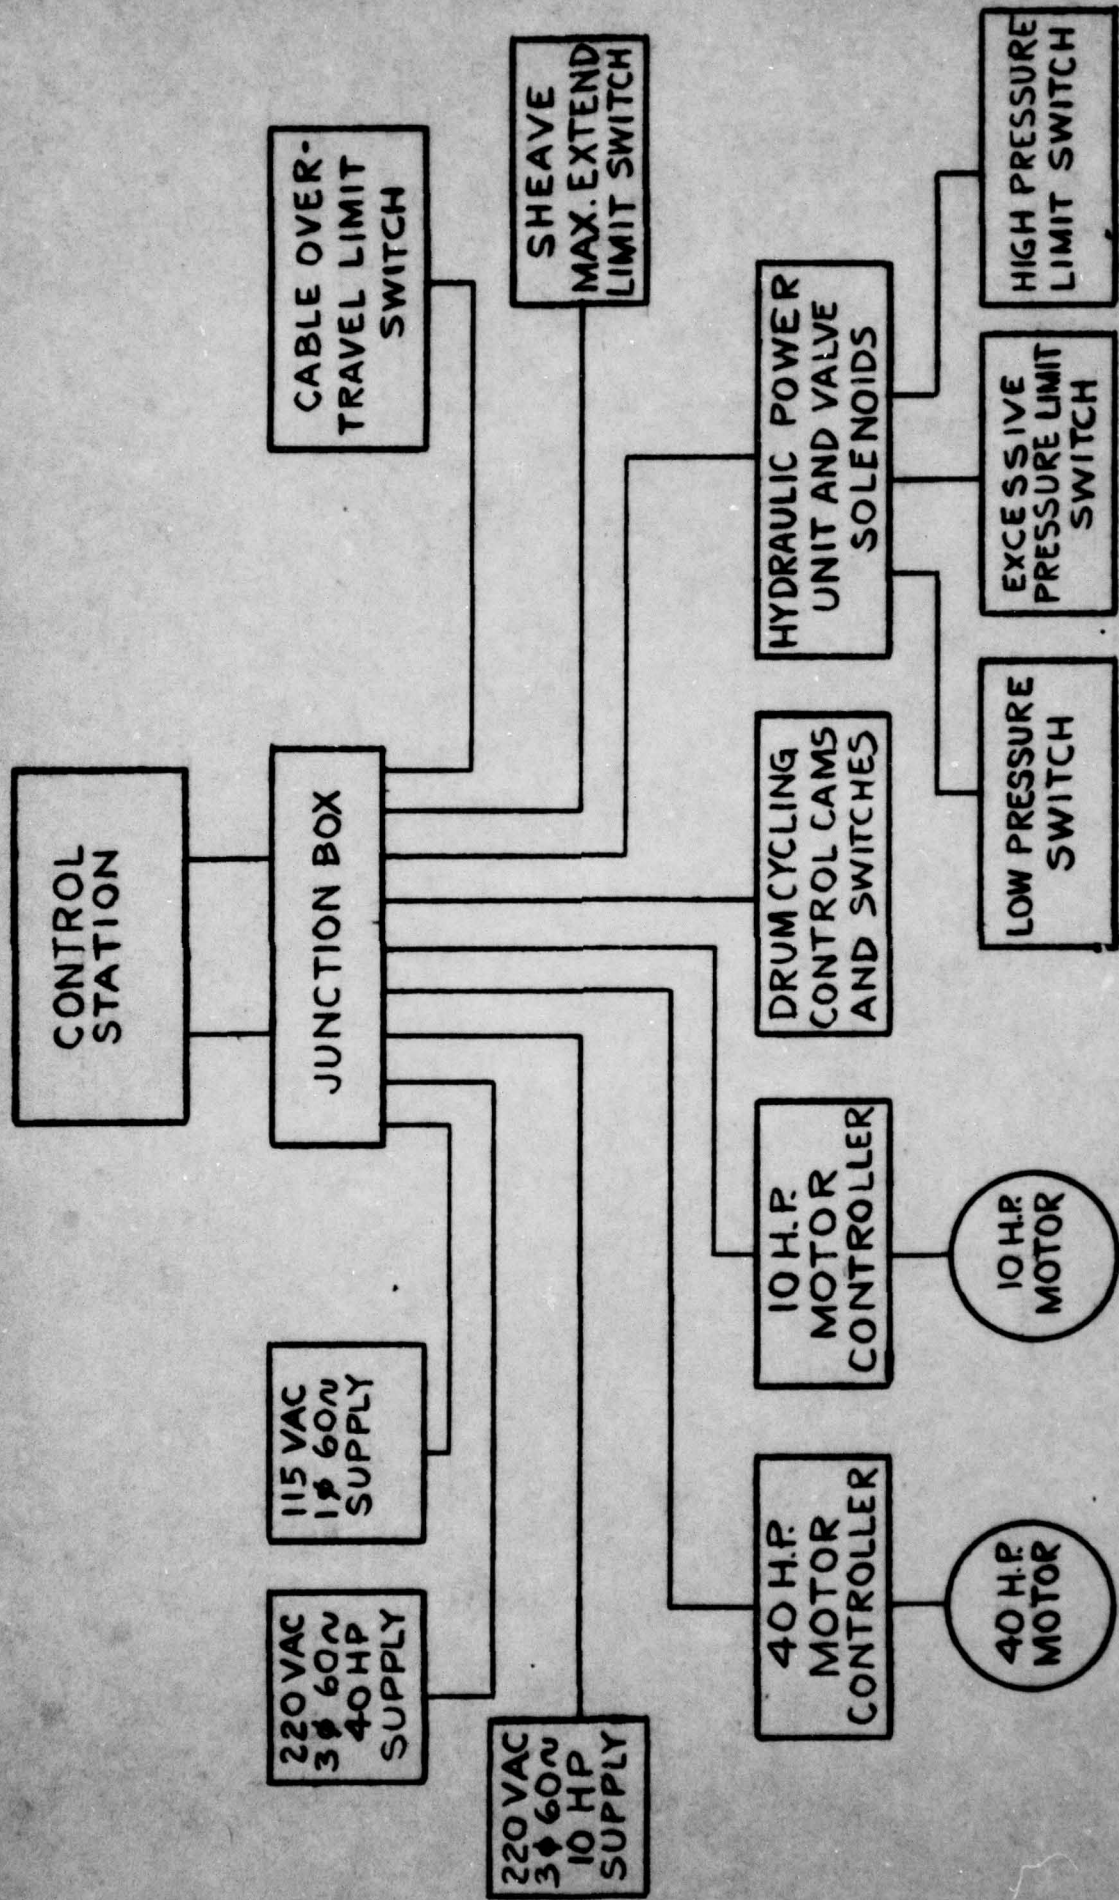 CONTROL
STATION
JUNCTION BOX
220 VAC
3φ 60~
40 HP
SUPPLY
115 VAC
1φ 60~
SUPPLY
CABLE OVER-
TRAVEL LIMIT
SWITCH
220 VAC
3φ 60~
10 HP
SUPPLY
SHEAVE
MAX. EXTEND
LIMIT SWITCH
40 H.P.
MOTOR
CONTROLLER
10 H.P.
MOTOR
CONTROLLER
DRUM CYCLING
CONTROL CAMS
AND SWITCHES
HYDRAULIC POWER
UNIT AND VALVE
SOLENOIDS
40 H.P.
MOTOR
10 H.P.
MOTOR
LOW PRESSURE
SWITCH
EXCESSIVE
PRESSURE LIMIT
SWITCH
HIGH PRESSURE
LIMIT SWITCH